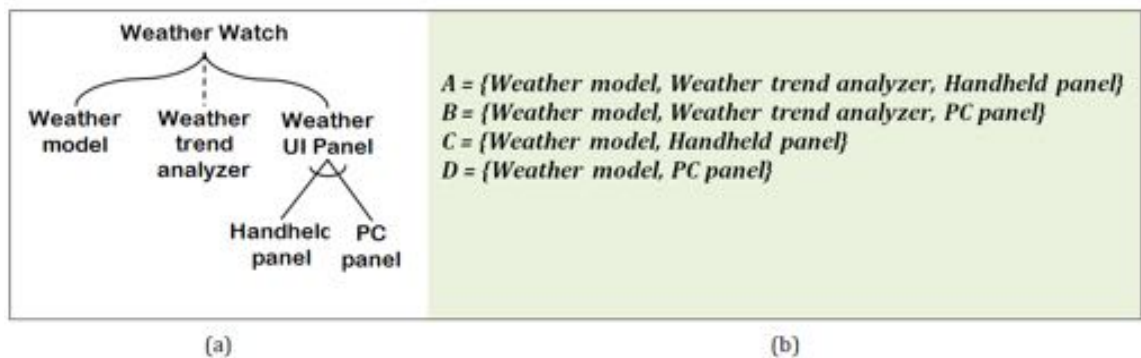 Weather Watch
Weather model
Weather trend analyzer
Weather UI Panel
Handhelc panel
PC panel
A = {Weather model, Weather trend analyzer, Handheld panel}
B = {Weather model, Weather trend analyzer, PC panel}
C = {Weather model, Handheld panel}
D = {Weather model, PC panel}
(a)
(b)